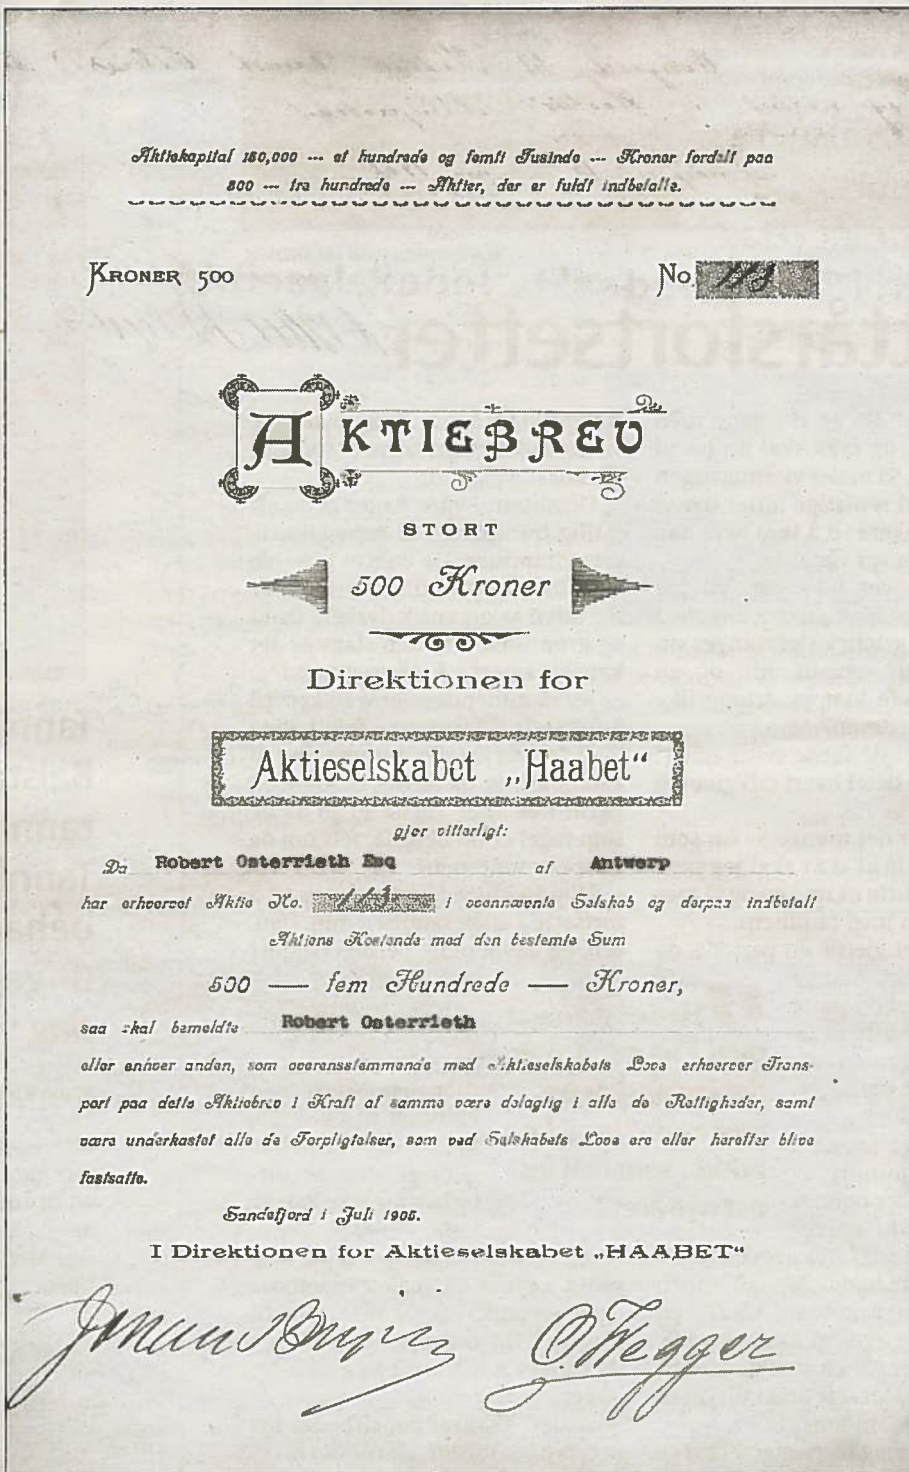 Aktiekapital 150,000 --- et hundrede og femti Tusinde --- Kroner fordelt paa
300 --- tre hundrede --- Aktier, der er fuldt indbetalte.
KRONER 500
No. 113
AKTIEBREV
STORT
500 Kroner
Direktionen for
Aktieselskabet „Haabet“
gjør vitterligt:
Da Robert Osterrieth Esq af Antwerp
har erhvervet Aktie No. 113 i ovennævnte Selskab og derpaa indbetalt
Aktiens Kostende med den bestemte Sum
500 — fem Hundrede — Kroner,
saa skal bemeldte Robert Osterrieth
eller enhver anden, som overensstemmende med Aktieselskabets Love erhverver Trans-
port paa dette Aktiebrev i Kraft af samme være delagtig i alle de Rettigheder, samt
være underkastet alle de Forpligtelser, som ved Selskabets Love ere eller herefter blive
fastsatte.
Sandefjord i Juli 1905.
I Direktionen for Aktieselskabet „HAABET“
O. Wegger